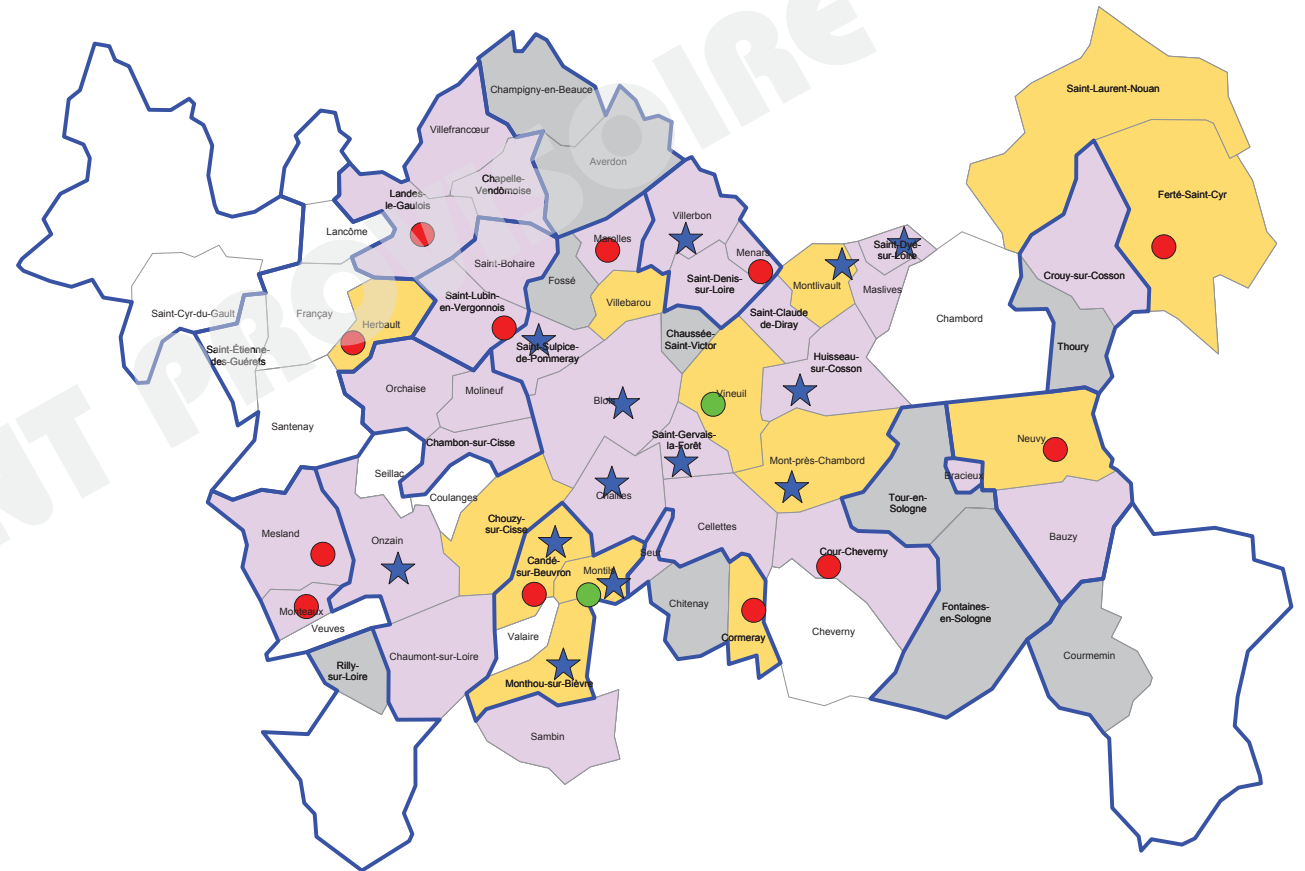 NT PROVISOIRE
Saint-Laurent-Nouan
Champigny-en-Beauce
Villefrancœur
Averdon
Chapelle-
Vendômoise
Landes-
le-Gaulois
Ferté-Saint-Cyr
Villerbon
Lancôme
Marolles
Menars
Saint-Dyé-
sur-Loire
Saint-Bohaire
Fossé
Saint-Denis-
sur-Loire
Montlivault
Maslives
Crouy-sur-Cosson
Saint-Lubin-
en-Vergonnois
Villebarou
Saint-Cyr-du-Gault
Françay
Herbault
Saint-Claude
de-Diray
Chambord
Chaussée-
Saint-Victor
Thoury
Saint-Étienne-
des-Guérets
Saint-Sulpice-
de-Pommeray
Huisseau-
sur-Cosson
Orchaise
Molineuf
Blois
Vineuil
Santenay
Chambon-sur-Cisse
Saint-Gervais-
la-Forêt
Neuvy
Mont-près-Chambord
Seillac
Bracieux
Coulanges
Chailles
Tour-en-
Sologne
Chouzy-
sur-Cisse
Cellettes
Mesland
Onzain
Bauzy
Seur
Cour-Cheverny
Candé-
sur-Beuvron
Montils
Chitenay
Monteaux
Fontaines-
en-Sologne
Veuves
Valaire
Cormeray
Cheverny
Chaumont-sur-Loire
Courmemin
Rilly-
sur-Loire
Monthou-sur-Bièvre
Sambin